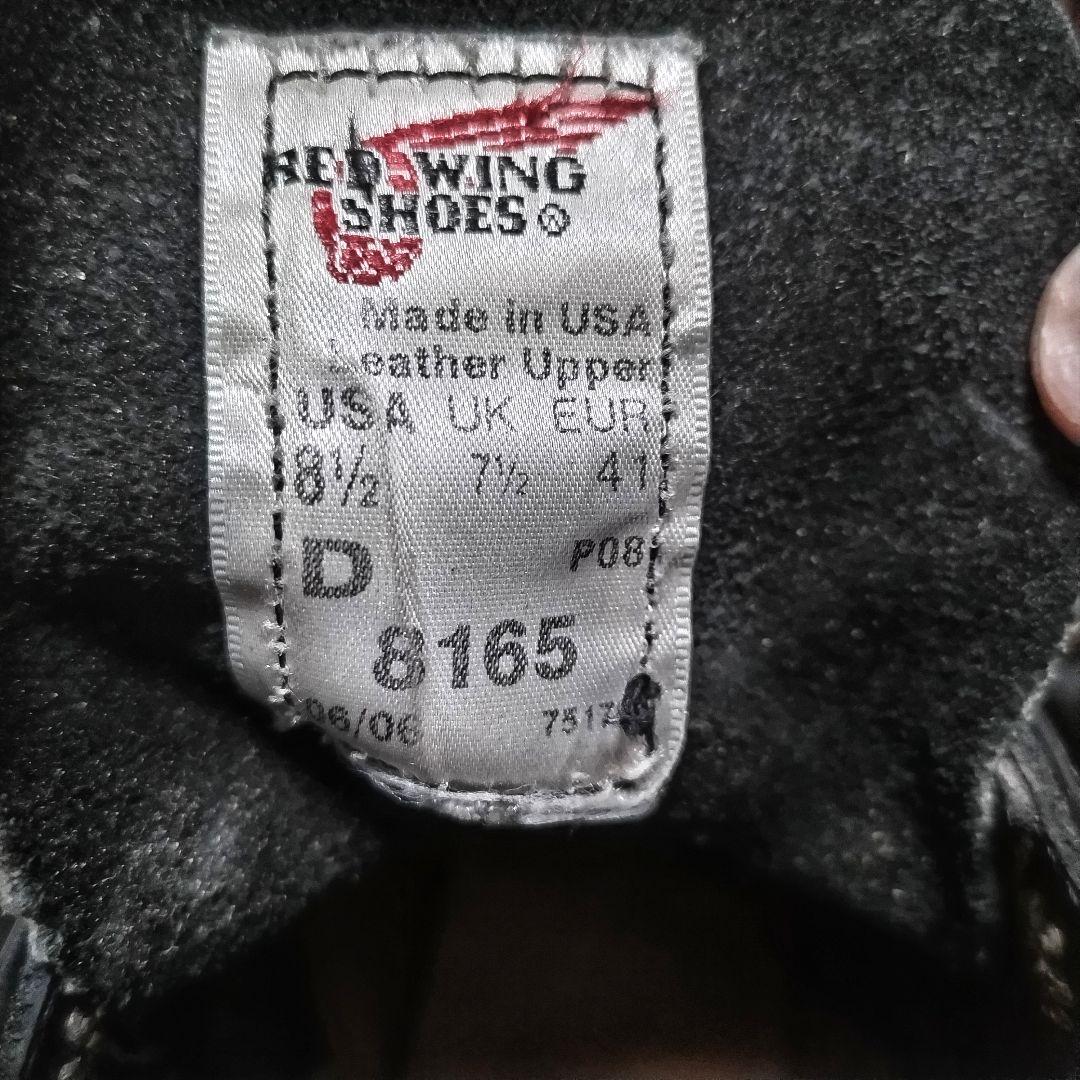 RED WING
SHOES ®
Made in USA
Leather Upper
USA UK EUR
8½ 7½ 41
D P08
8165
06/06